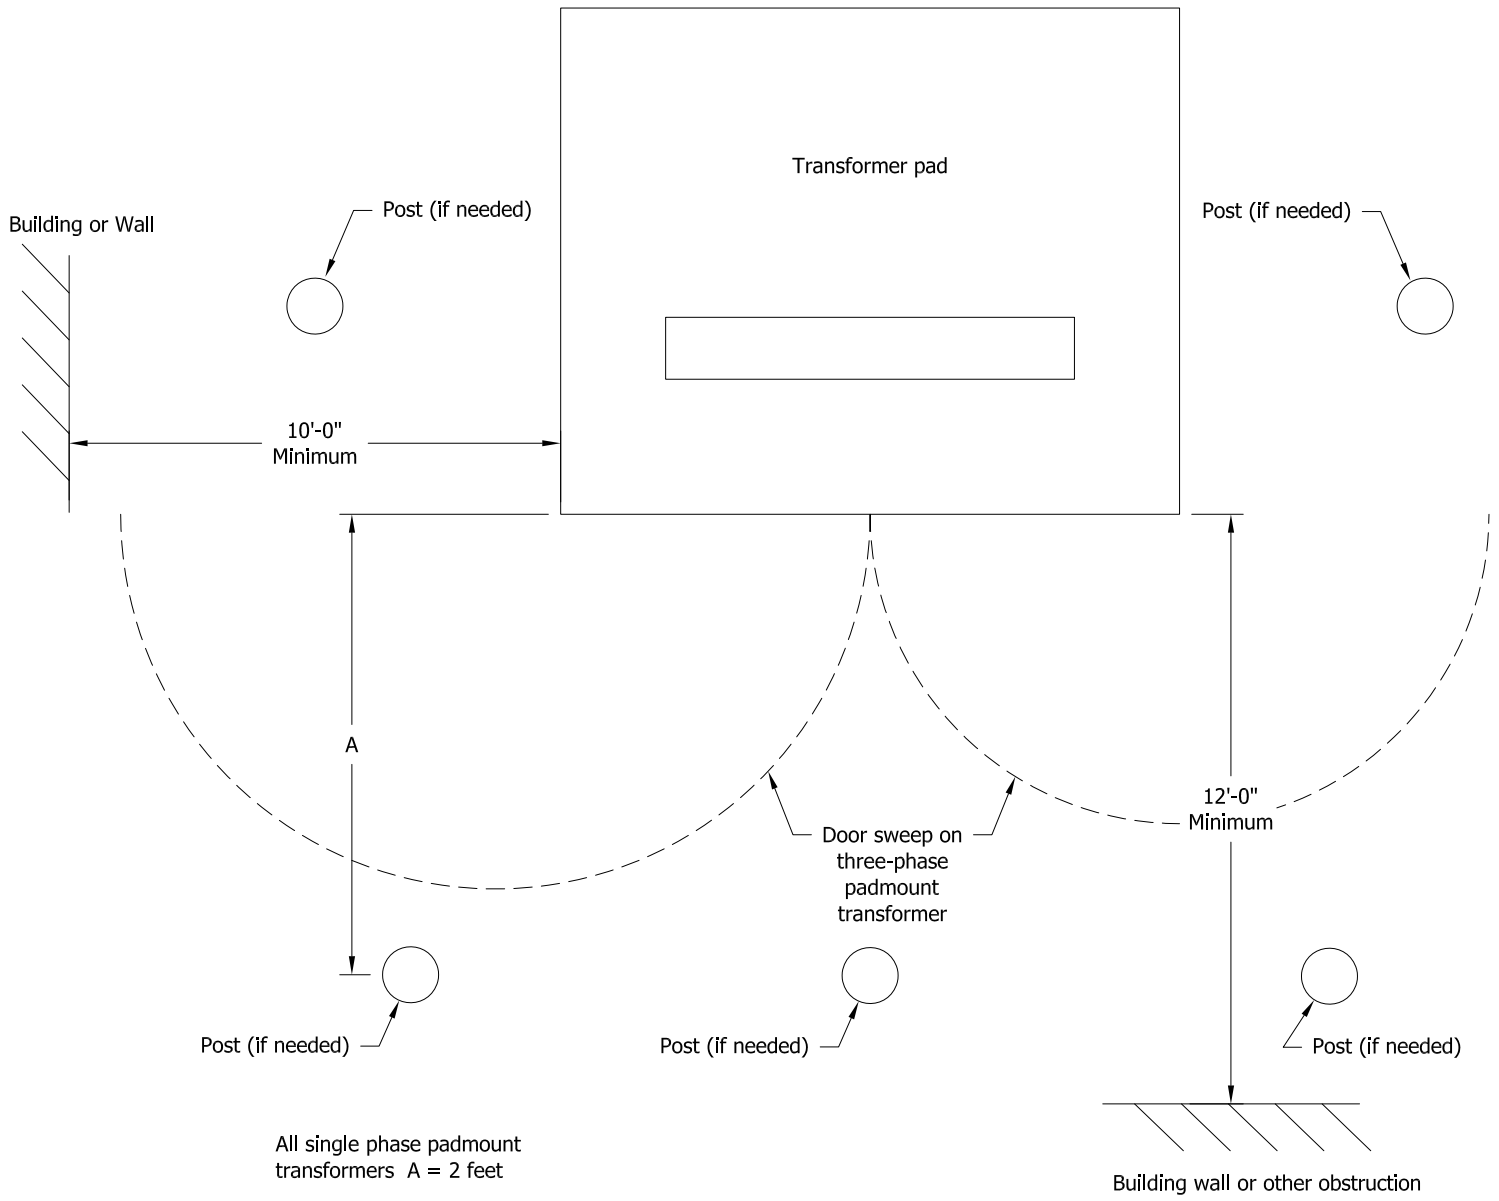 Transformer pad
Building or Wall
Post (if needed)
Post (if needed)
10'-0"
Minimum
A
12'-0"
Minimum
Door sweep on
three-phase
padmount
transformer
Post (if needed)
Post (if needed)
Post (if needed)
All single phase padmount
transformers  A = 2 feet
Building wall or other obstruction